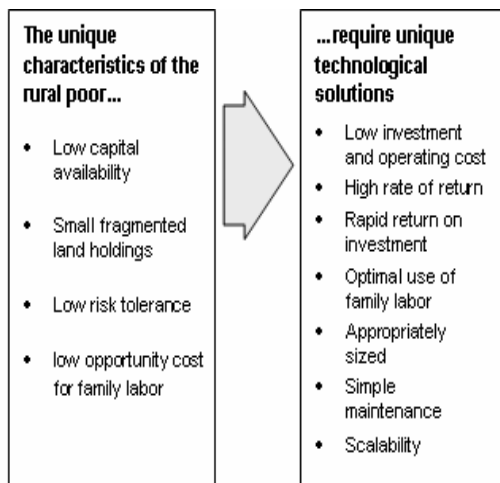 The unique
characteristics of the
rural poor...
• Low capital
availability
• Small fragmented
land holdings
• Low risk tolerance
• low opportunity cost
for family labor
...require unique
technological
solutions
• Low investment
and operating cost
• High rate of return
• Rapid return on
investment
• Optimal use of
family labor
• Appropriately
sized
• Simple
maintenance
• Scalability